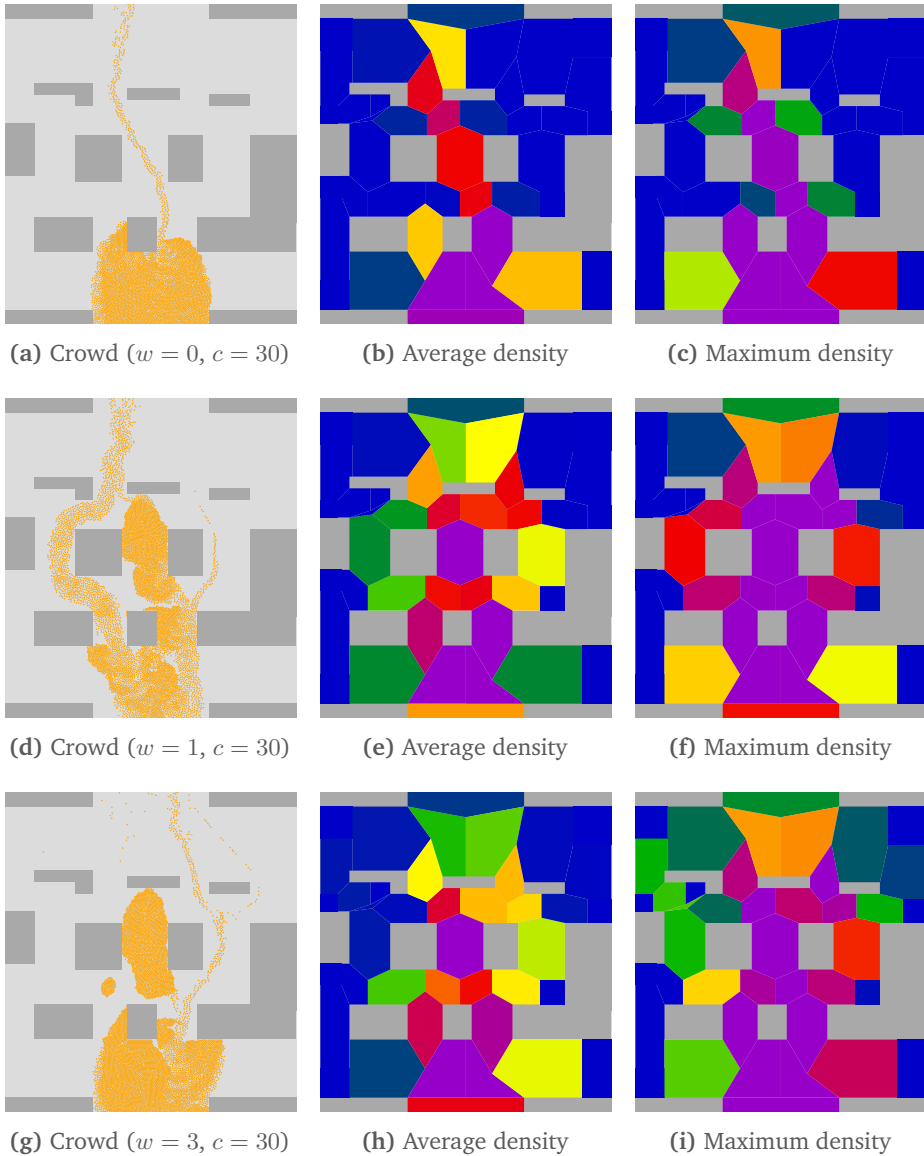 (a) Crowd (w = 0, c = 30)
(b) Average density
(c) Maximum density
(d) Crowd (w = 1, c = 30)
(e) Average density
(f) Maximum density
(g) Crowd (w = 3, c = 30)
(h) Average density
(i) Maximum density